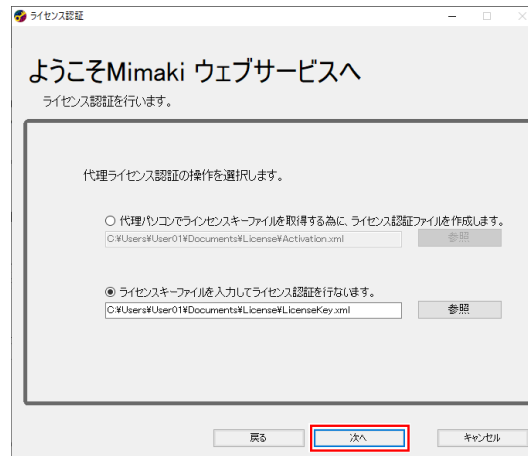 ライセンス認証
ようこそMimaki ウェブサービスへ
ライセンス認証を行います。
代理ライセンス認証の操作を選択します。
代理パソコンでラインセンスキーファイルを取得する為に、ライセンス認証ファイルを作成します。
C:¥Users¥User01¥Documents¥License¥Activation.xml
参照
ライセンスキーファイルを入力してライセンス認証を行ないます。
C:¥Users¥User01¥Documents¥License¥LicenseKey.xml
参照
戻る
次へ
キャンセル